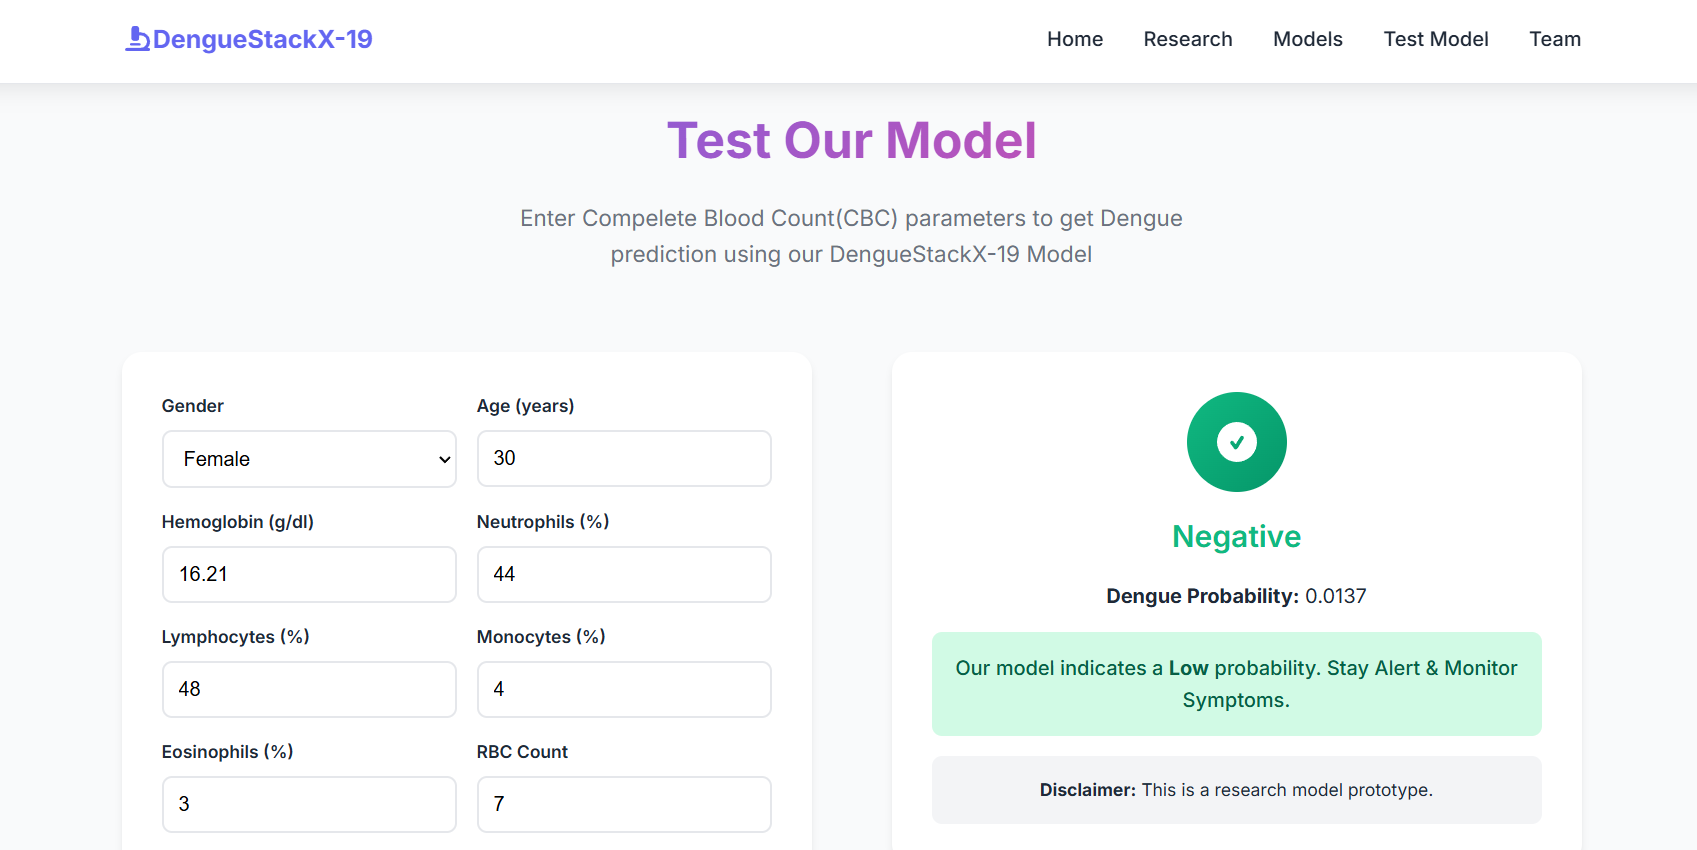 DengueStackX-19
Home
Research
Models
Test Model
Team
Test Our Model
Enter Compelete Blood Count(CBC) parameters to get Dengue
prediction using our DengueStackX-19 Model
Gender
Age (years)
Female
30
Hemoglobin (g/dl)
Neutrophils (%)
16.21
44
Lymphocytes (%)
Monocytes (%)
48
4
Eosinophils (%)
RBC Count
3
7
Negative
Dengue Probability: 0.0137
Our model indicates a Low probability. Stay Alert & Monitor
Symptoms.
Disclaimer: This is a research model prototype.